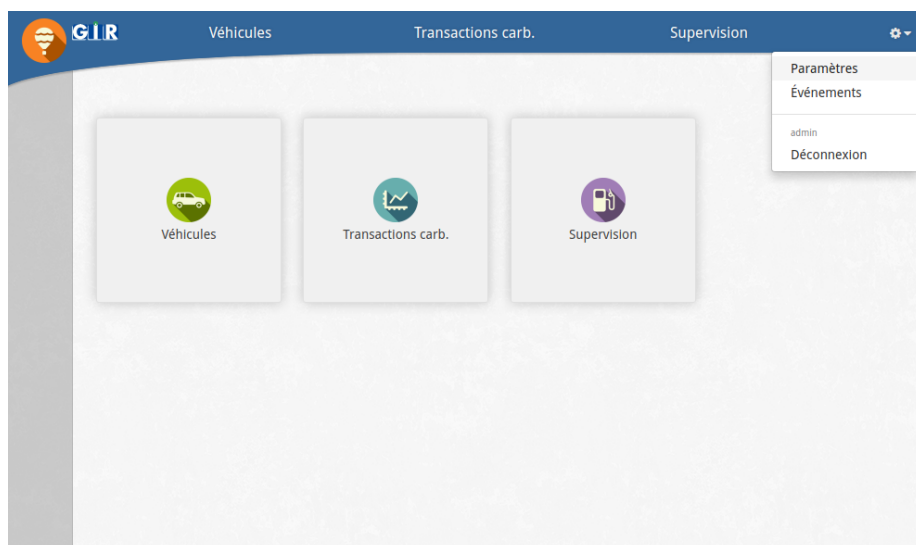 GIR
Véhicules
Transactions carb.
Supervision
Paramètres
Événements
admin
Déconnexion
Véhicules
Transactions carb.
Supervision